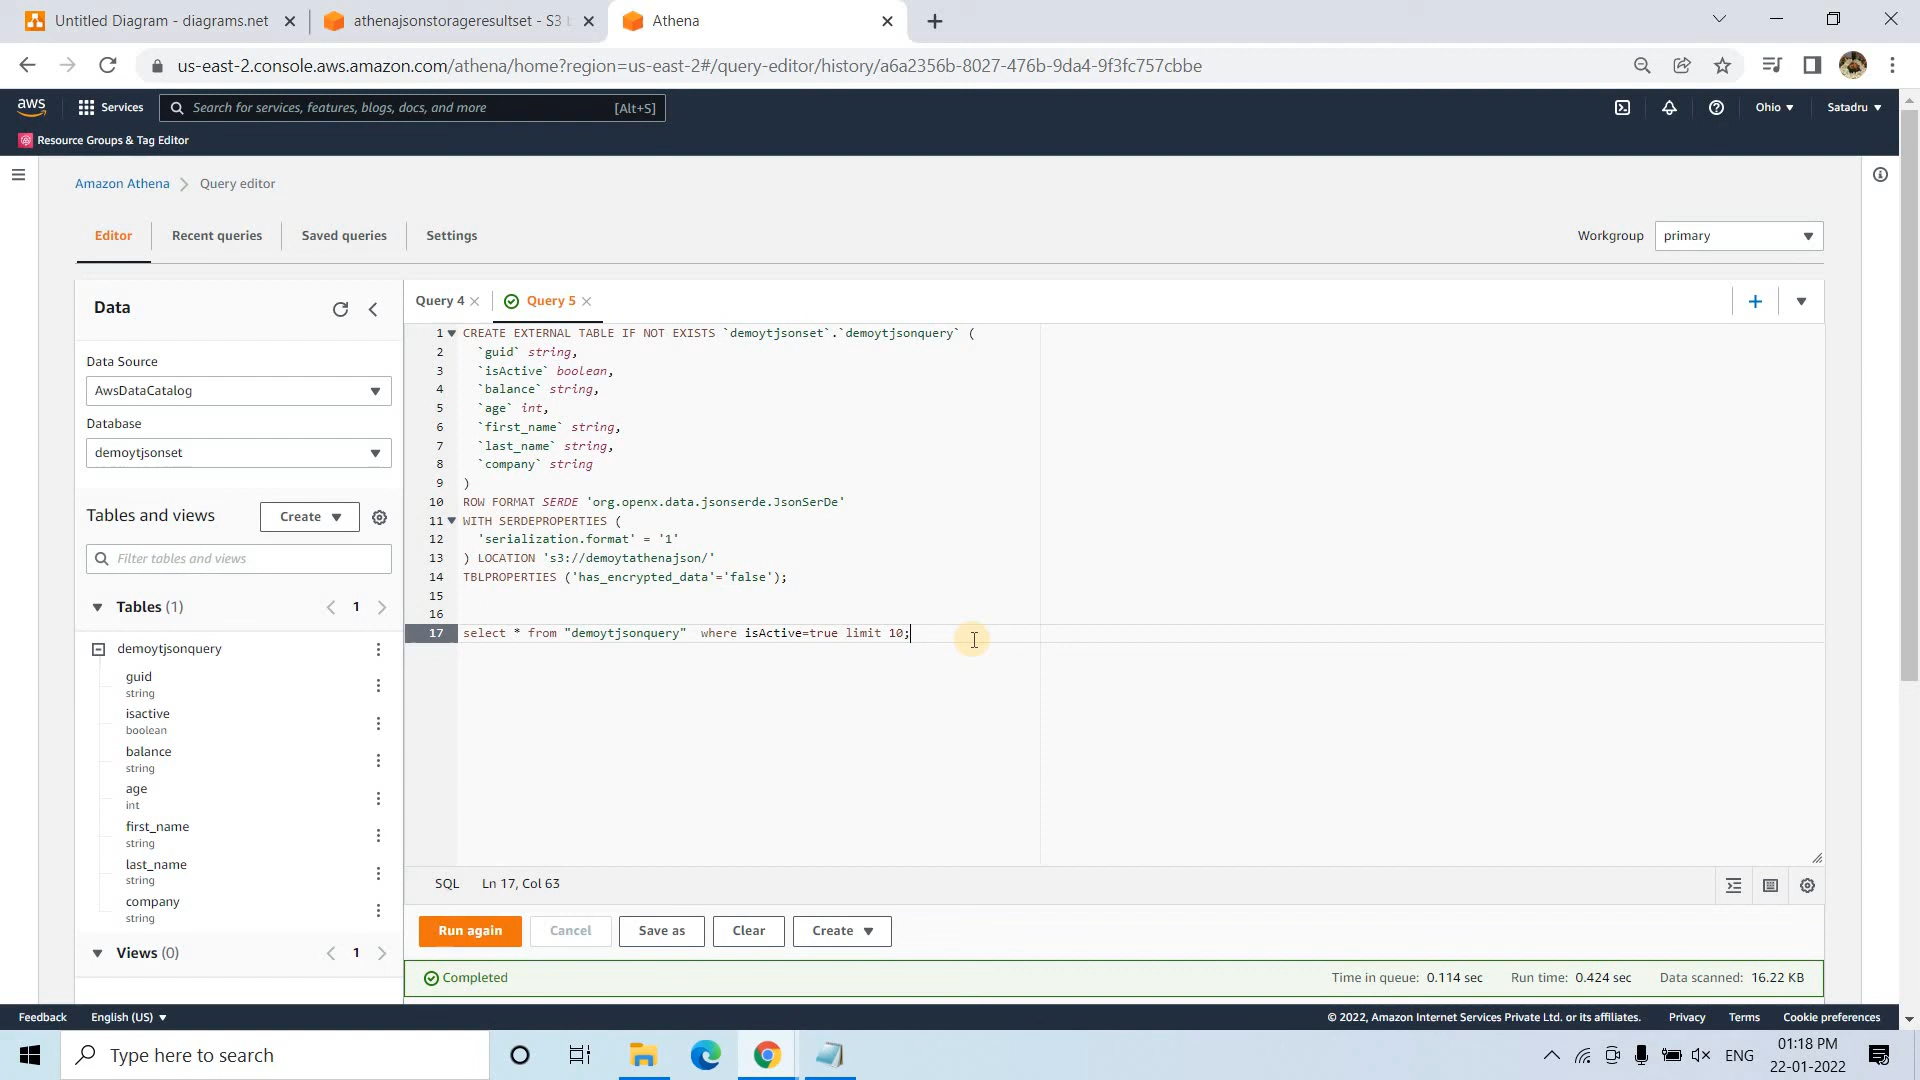 Untitled Diagram - diagrams.net
athenajsonstorageresultset - S3 b
Athena
us-east-2.console.aws.amazon.com/athena/home?region=us-east-2#/query-editor/history/a6a2356b-8027-476b-9da4-9f3fc757cbbe
aws
Services
Search for services, features, blogs, docs, and more
[Alt+S]
Ohio
Satadru
Resource Groups & Tag Editor
Amazon Athena
Query editor
Editor
Recent queries
Saved queries
Settings
Workgroup
primary
Data
Data Source
AwsDataCatalog
Database
demoytjsonset
Tables and views
Create
Filter tables and views
Tables (1)
1
demoytjsonquery
guid
string
isactive
boolean
balance
string
age
int
first_name
string
last_name
string
company
string
Views (0)
1
Query 4
Query 5
1 CREATE EXTERNAL TABLE IF NOT EXISTS `demoytjsonset`.`demoytjsonquery` (
2 `guid` string,
3 `isActive` boolean,
4 `balance` string,
5 `age` int,
6 `first_name` string,
7 `last_name` string,
8 `company` string
9 )
10 ROW FORMAT SERDE 'org.openx.data.jsonserde.JsonSerDe'
11 WITH SERDEPROPERTIES (
12 'serialization.format' = '1'
13 ) LOCATION 's3://demoytathenajson/'
14 TBLPROPERTIES ('has_encrypted_data'='false');
15
16
17 select * from "demoytjsonquery"  where isActive=true limit 10;
SQL
Ln 17, Col 63
Run again
Cancel
Save as
Clear
Create
Completed
Time in queue: 0.114 sec
Run time: 0.424 sec
Data scanned: 16.22 KB
Feedback
English (US)
© 2022, Amazon Internet Services Private Ltd. or its affiliates.
Privacy
Terms
Cookie preferences
Type here to search
ENG
01:18 PM
22-01-2022